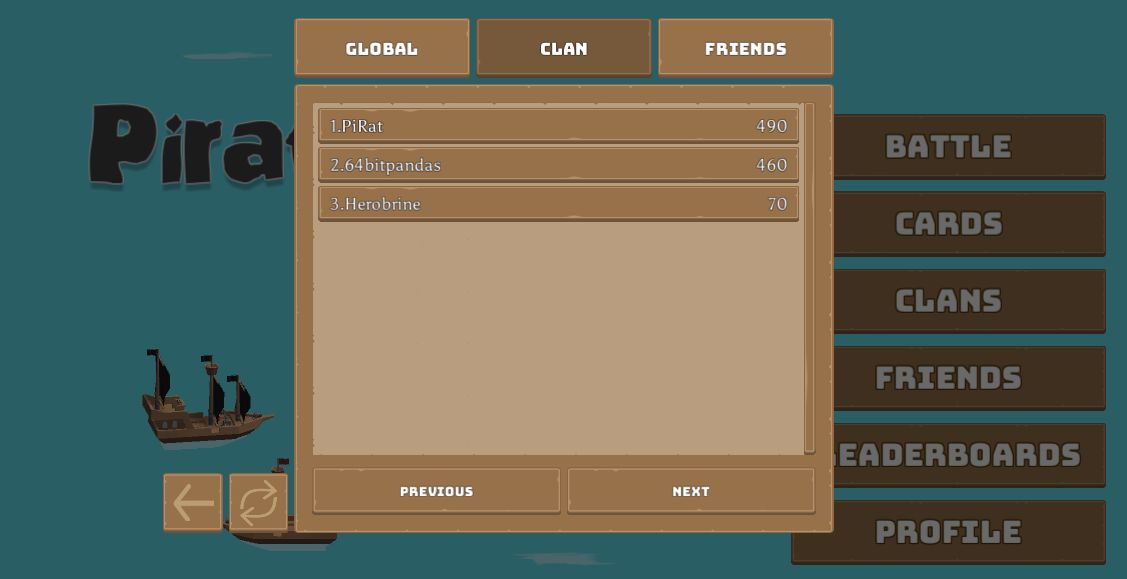 GLOBAL
CLAN
FRIENDS
1.PiRat 490
2.64bitpandas 460
3.Herobrine 70
PREVIOUS
NEXT
BATTLE
CARDS
CLANS
FRIENDS
PROFILE